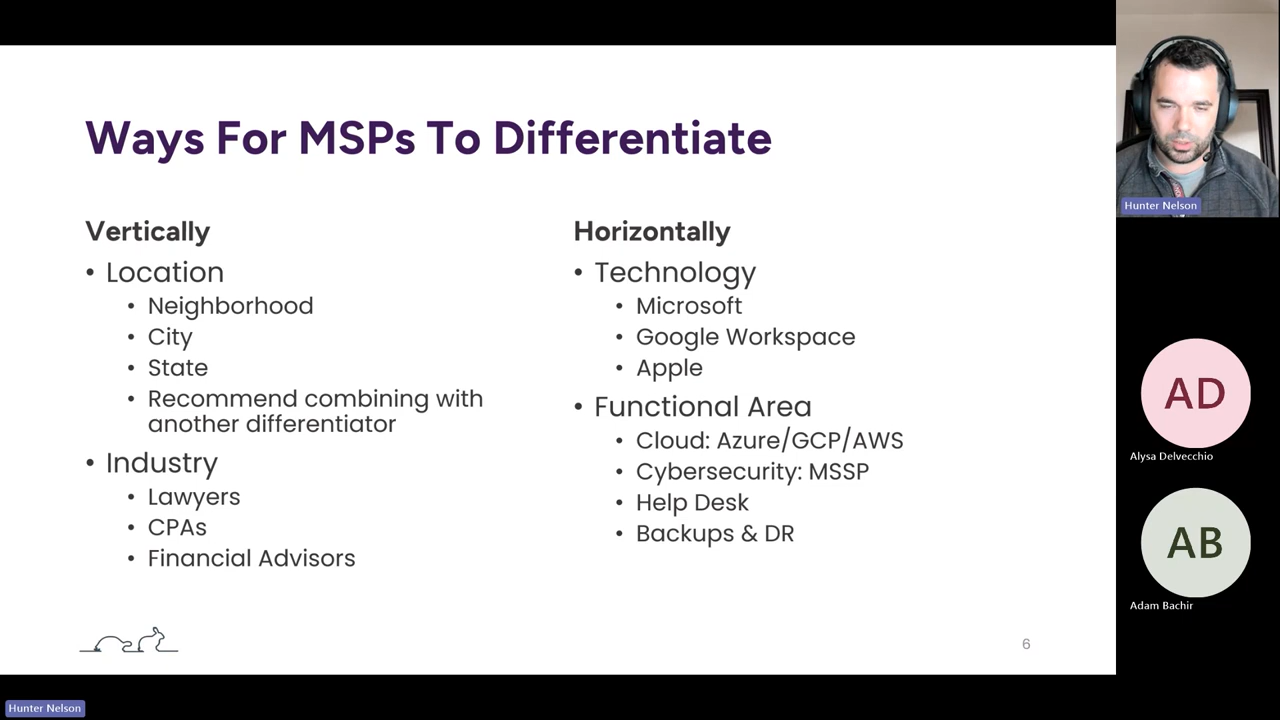 Ways For MSPs To Differentiate
Vertically
• Location
• Neighborhood
• City
• State
• Recommend combining with
another differentiator
• Industry
• Lawyers
• CPAs
• Financial Advisors
Horizontally
• Technology
• Microsoft
• Google Workspace
• Apple
• Functional Area
• Cloud: Azure/GCP/AWS
• Cybersecurity: MSSP
• Help Desk
• Backups & DR
6
Hunter Nelson
AD
Alysa Delvecchio
AB
Adam Bachir
Hunter Nelson